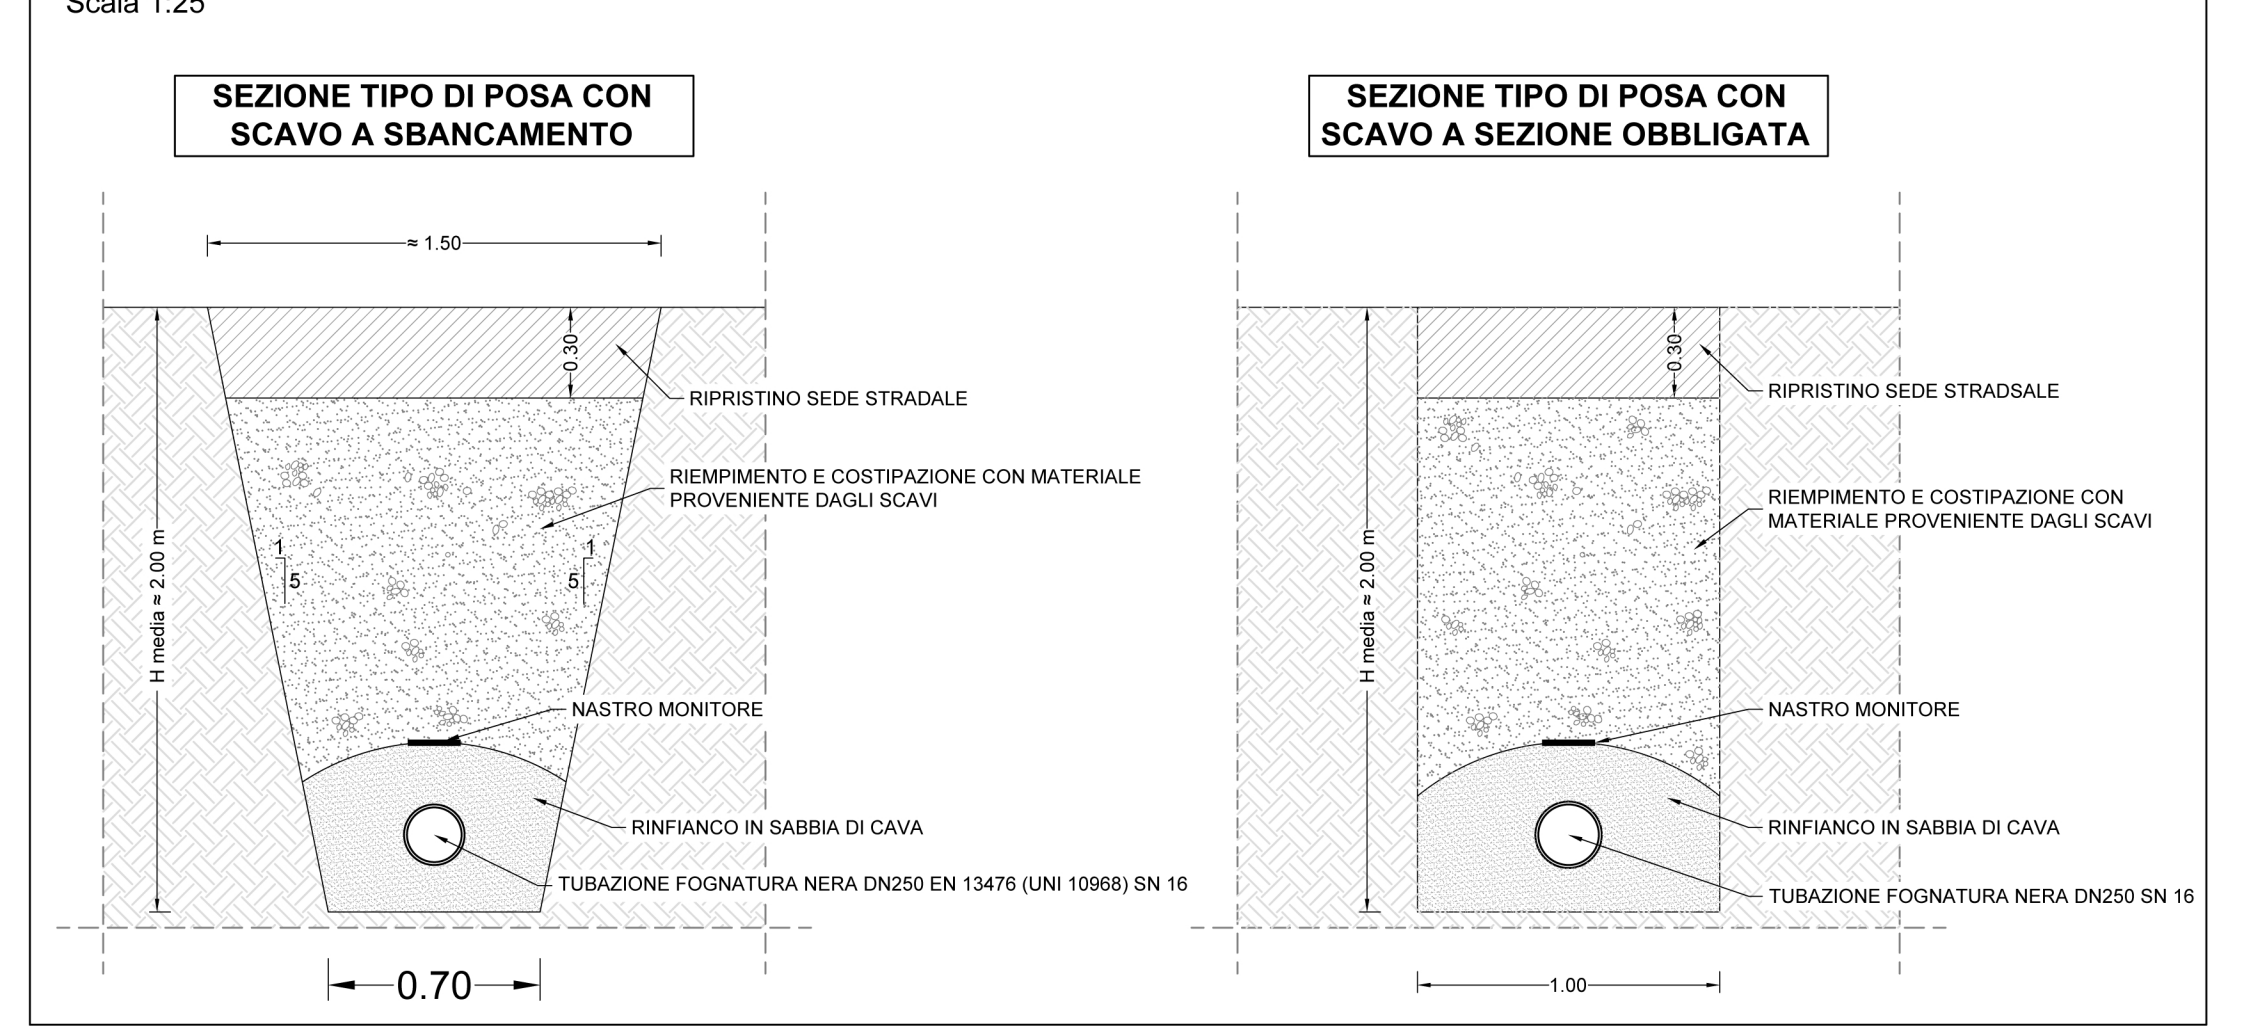 Scala 1:25
SEZIONE TIPO DI POSA CON
SCAVO A SBANCAMENTO
≈ 1.50
0.30
RIPRISTINO SEDE STRADALE
RIEMPIMENTO E COSTIPAZIONE CON MATERIALE
PROVENIENTE DAGLI SCAVI
1
5
1
5
H media ≈ 2.00 m
NASTRO MONITORE
RINFIANCO IN SABBIA DI CAVA
TUBAZIONE FOGNATURA NERA DN250 EN 13476 (UNI 10968) SN 16
0.70
SEZIONE TIPO DI POSA CON
SCAVO A SEZIONE OBBLIGATA
0.30
RIPRISTINO SEDE STRADSALE
RIEMPIMENTO E COSTIPAZIONE CON
MATERIALE PROVENIENTE DAGLI SCAVI
H media ≈ 2.00 m
NASTRO MONITORE
RINFIANCO IN SABBIA DI CAVA
TUBAZIONE FOGNATURA NERA DN250 SN 16
1.00